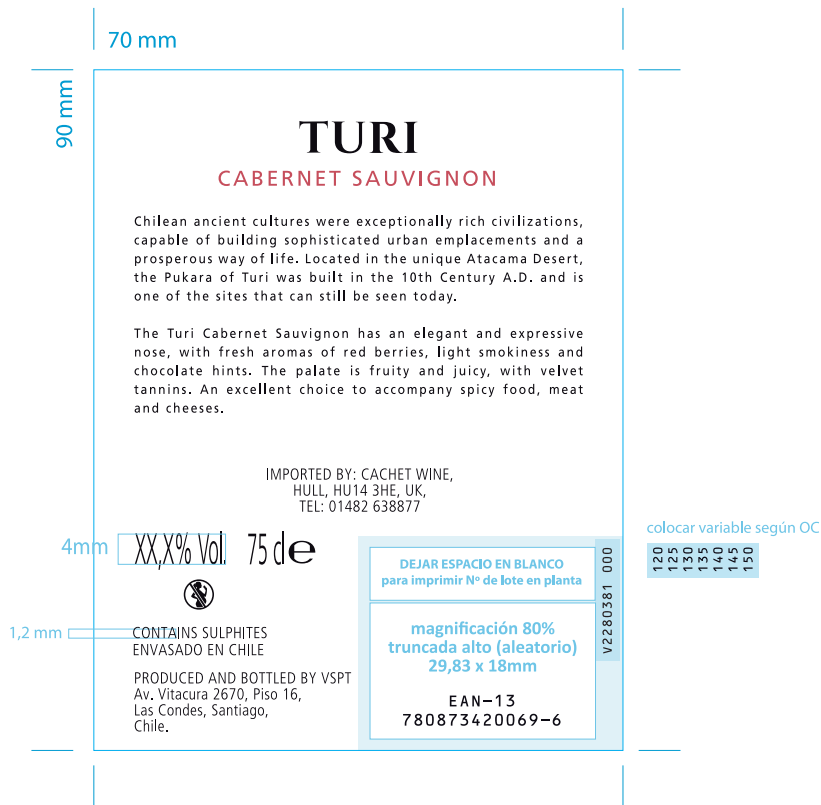 70 mm
90 mm
TURI
CABERNET SAUVIGNON
Chilean ancient cultures were exceptionally rich civilizations,
capable of building sophisticated urban emplacements and a
prosperous way of life. Located in the unique Atacama Desert,
the Pukara of Turi was built in the 10th Century A.D. and is
one of the sites that can still be seen today.
The Turi Cabernet Sauvignon has an elegant and expressive
nose, with fresh aromas of red berries, light smokiness and
chocolate hints. The palate is fruity and juicy, with velvet
tannins. An excellent choice to accompany spicy food, meat
and cheeses.
IMPORTED BY: CACHET WINE,
HULL, HU14 3HE, UK,
TEL: 01482 638877
4mm
XX,X% Vol. 75 cl ℮
1,2 mm
CONTAINS SULPHITES
ENVASADO EN CHILE
PRODUCED AND BOTTLED BY VSPT
Av. Vitacura 2670, Piso 16,
Las Condes, Santiago,
Chile.
DEJAR ESPACIO EN BLANCO
para imprimir Nº de lote en planta
magnificación 80%
truncada alto (aleatorio)
29,83 x 18mm
EAN-13
780873420069-6
V2280381 000
colocar variable según OC
120
125
130
135
140
145
150